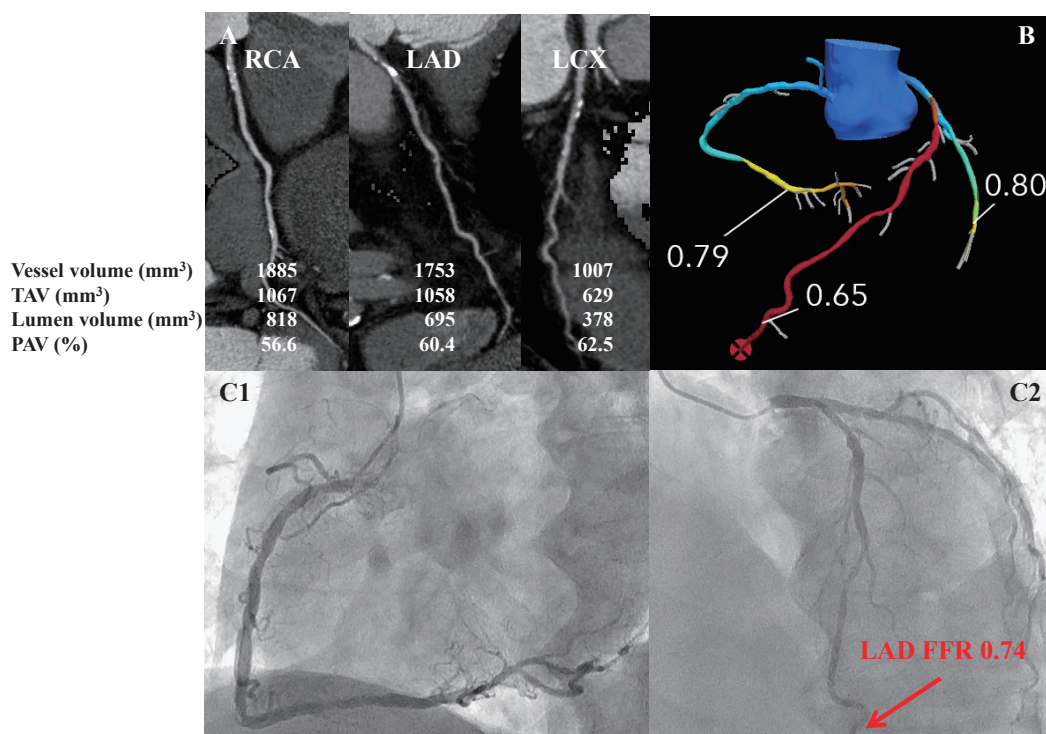 A
RCA LAD LCX
Vessel volume (mm³) 1885 1753 1007
TAV (mm³) 1067 1058 629
Lumen volume (mm³) 818 695 378
PAV (%) 56.6 60.4 62.5
B
0.80
0.79
0.65
C1
C2
LAD FFR 0.74